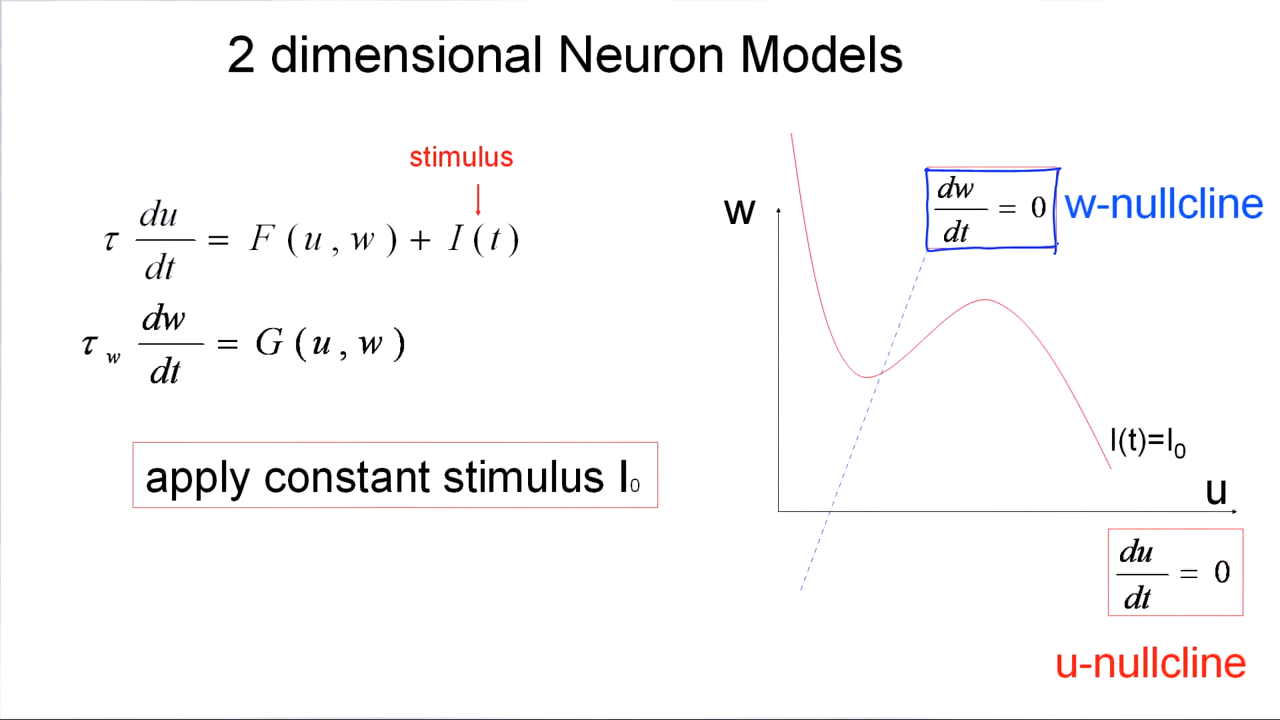 2 dimensional Neuron Models
stimulus
τ du/dt = F ( u , w ) + I ( t )
τ w dw/dt = G ( u , w )
apply constant stimulus I0
w
dw/dt = 0
w-nullcline
I(t)=I0
u
du/dt = 0
u-nullcline